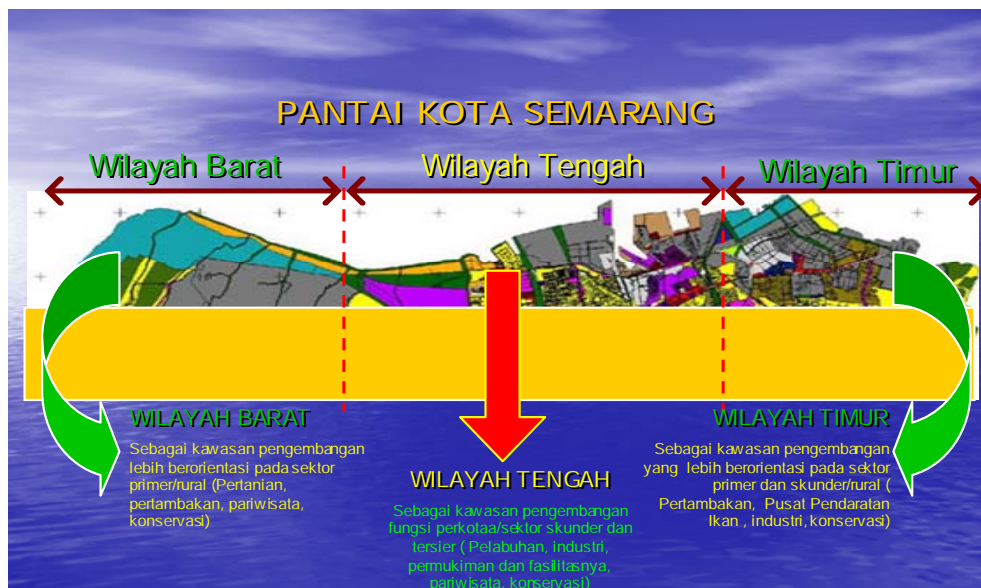 PANTAI KOTA SEMARANG
Wilayah Barat
Wilayah Tengah
Wilayah Timur
WILAYAH BARAT
Sebagai kawasan pengembangan
lebih berorientasi pada sektor
primer/rural (Pertanian,
pertambakan, pariwisata,
konservasi)
WILAYAH TENGAH
Sebagai kawasan pengembangan
fungsi perkotaa/sektor skunder dan
tersier ( Pelabuhan, industri,
permukiman dan fasilitasnya,
pariwisata, konservasi)
WILAYAH TIMUR
Sebagai kawasan pengembangan
yang lebih berorientasi pada sektor
primer dan skunder/rural (
Pertambakan, Pusat Pendaratan
Ikan , industri, konservasi)